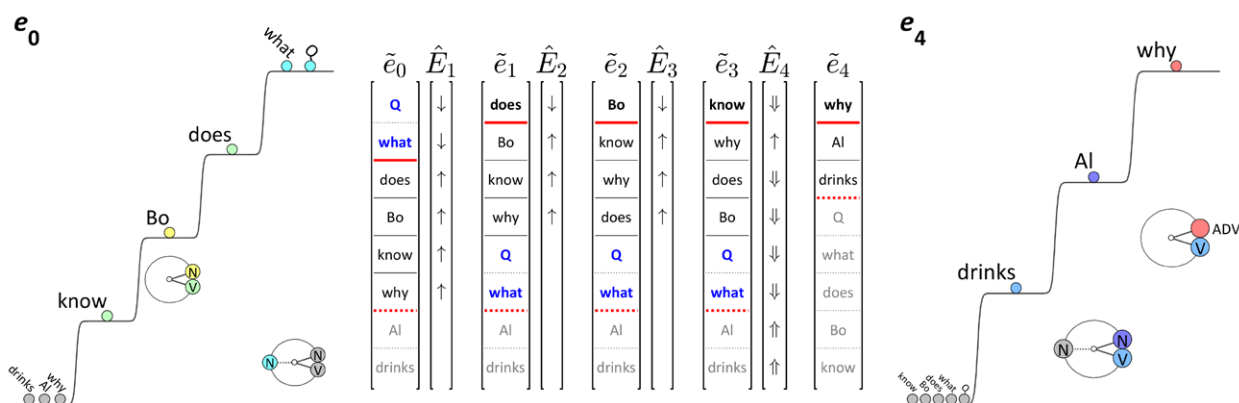 e0
what Q
does
Bo
N
V
know
N N
V
drinks Al why
ẽ0 Ê1 ẽ1 Ê2 ẽ2 Ê3 ẽ3 Ê4 ẽ4
Q ↓ does ↓ Bo ↓ know ⇓ why
what ↓ Bo ↑ know ↑ why ↑ Al
does ↑ know ↑ why ↑ does ⇓ drinks
Bo ↑ why ↑ does ↑ Bo ⇓ Q
know ↑ Q Q Q ⇓ what
why ↑ what what what ⇓ does
Al Al Al Al ⇑ Bo
drinks drinks drinks drinks ⇑ know
e4
why
Al
ADV
V
drinks
N N
V
know Bo does what Q